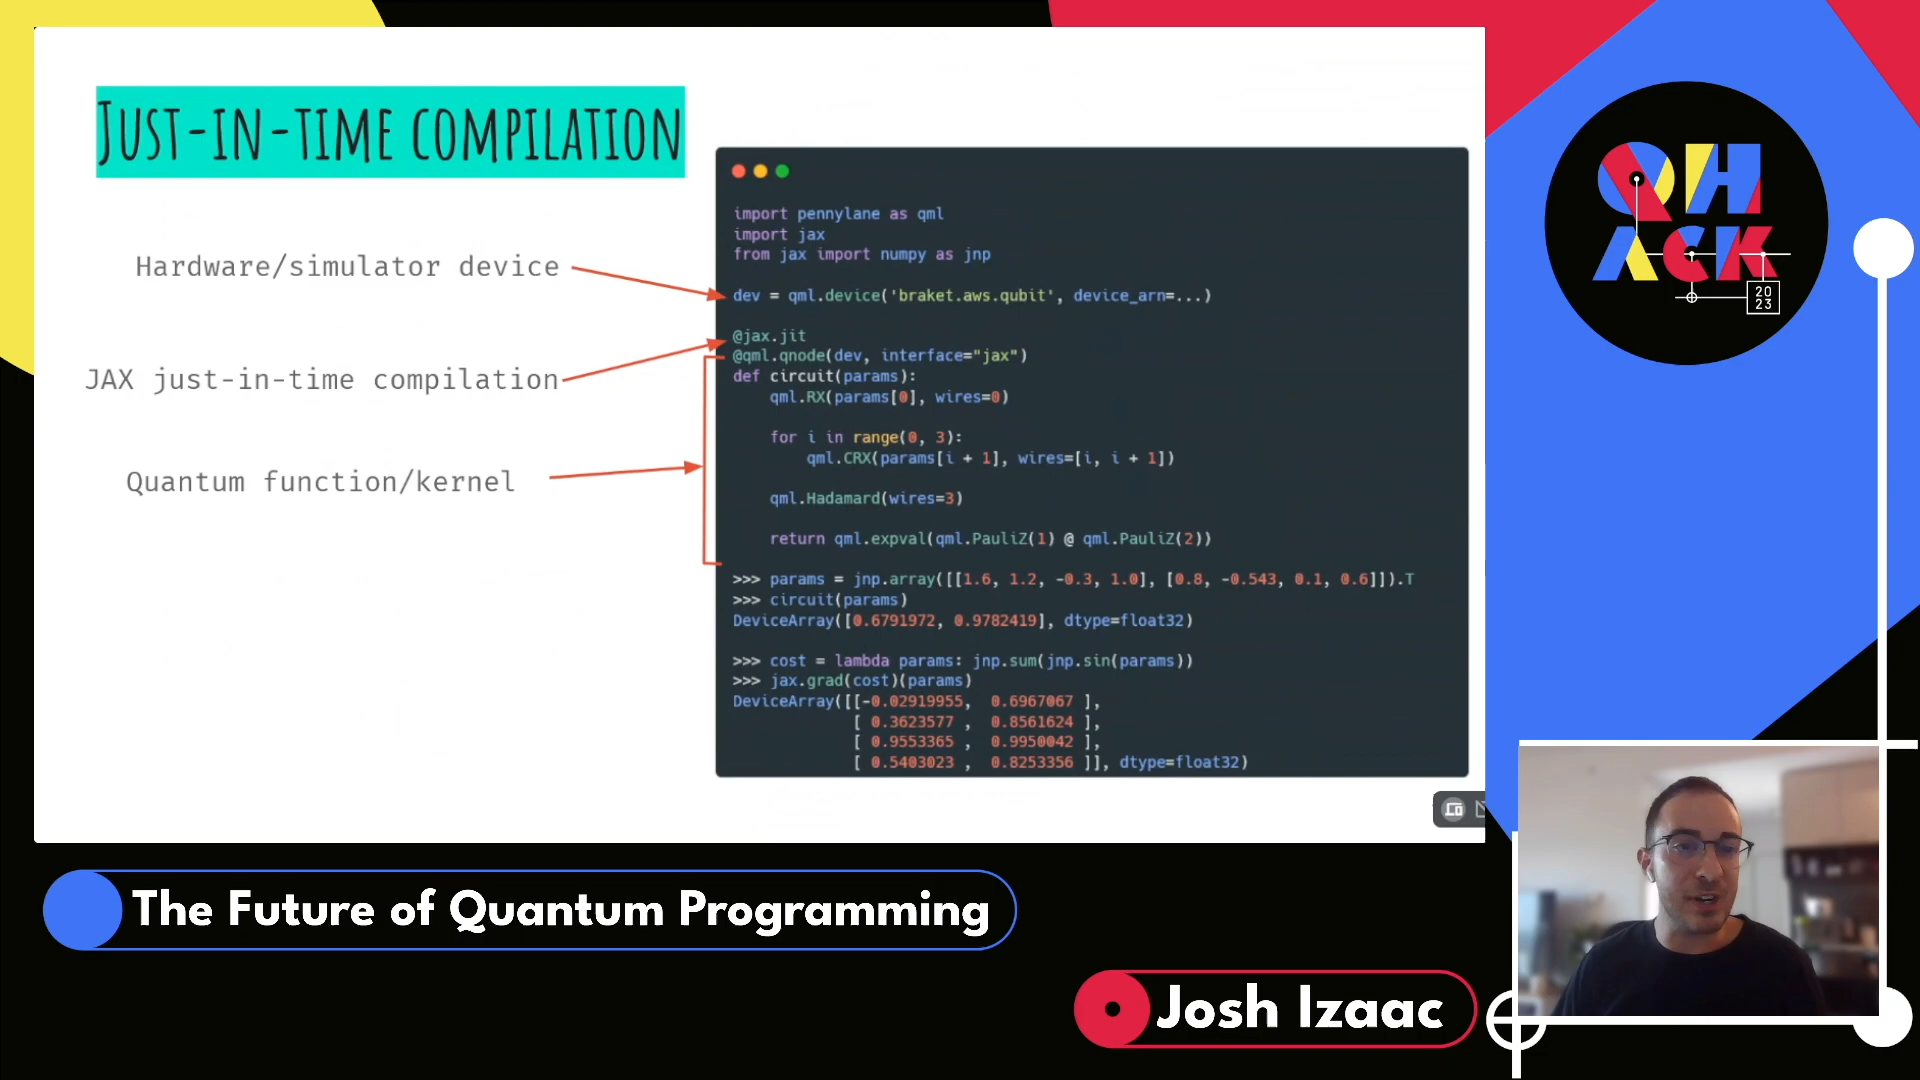 Just-in-time compilation
Hardware/simulator device
JAX just-in-time compilation
Quantum function/kernel
import pennylane as qml
import jax
from jax import numpy as jnp
dev = qml.device('braket.aws.qubit', device_arn=...)
@jax.jit
@qml.qnode(dev, interface="jax")
def circuit(params):
    qml.RX(params[0], wires=0)
    for i in range(0, 3):
        qml.CRX(params[i + 1], wires=[i, i + 1])
    qml.Hadamard(wires=3)
    return qml.expval(qml.PauliZ(1) @ qml.PauliZ(2))
>>> params = jnp.array([[1.6, 1.2, -0.3, 1.0], [0.8, -0.543, 0.1, 0.6]]).T
>>> circuit(params)
DeviceArray([0.6791972, 0.9782419], dtype=float32)
>>> cost = lambda params: jnp.sum(jnp.sin(params))
>>> jax.grad(cost)(params)
DeviceArray([[-0.02919955,  0.6967067 ],
             [ 0.3623577 ,  0.8561624 ],
             [ 0.9553365 ,  0.9950042 ],
             [ 0.5403023 ,  0.8253356 ]], dtype=float32)
QH
ACK
20
23
The Future of Quantum Programming
Josh Izaac